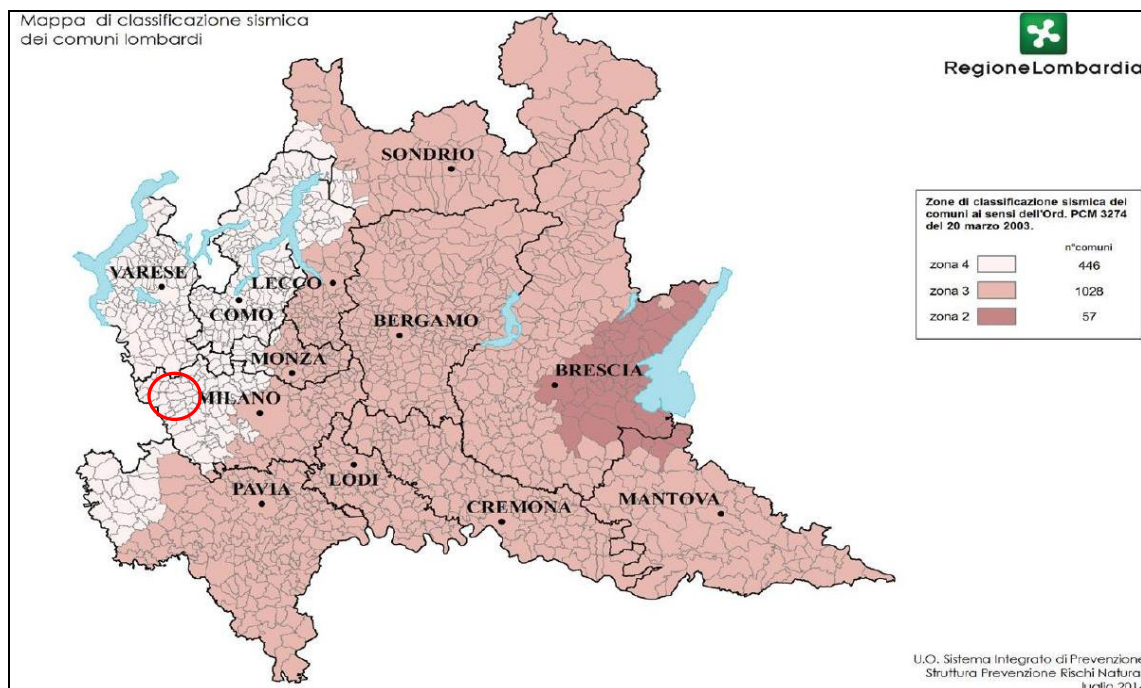 Mappa di classificazione sismica
dei comuni lombardi
RegioneLombardia
SONDRIO
VARESE
LECCO
COMO
BERGAMO
MONZA
BRESCIA
MILANO
PAVIA
LODI
CREMONA
MANTOVA
Zone di classificazione sismica dei
comuni ai sensi dell'Ord. PCM 3274
del 20 marzo 2003.
n°comuni
zona 4 446
zona 3 1028
zona 2 57
U.O. Sistema Integrato di Prevenzione
Struttura Prevenzione Rischi Natura
luglio